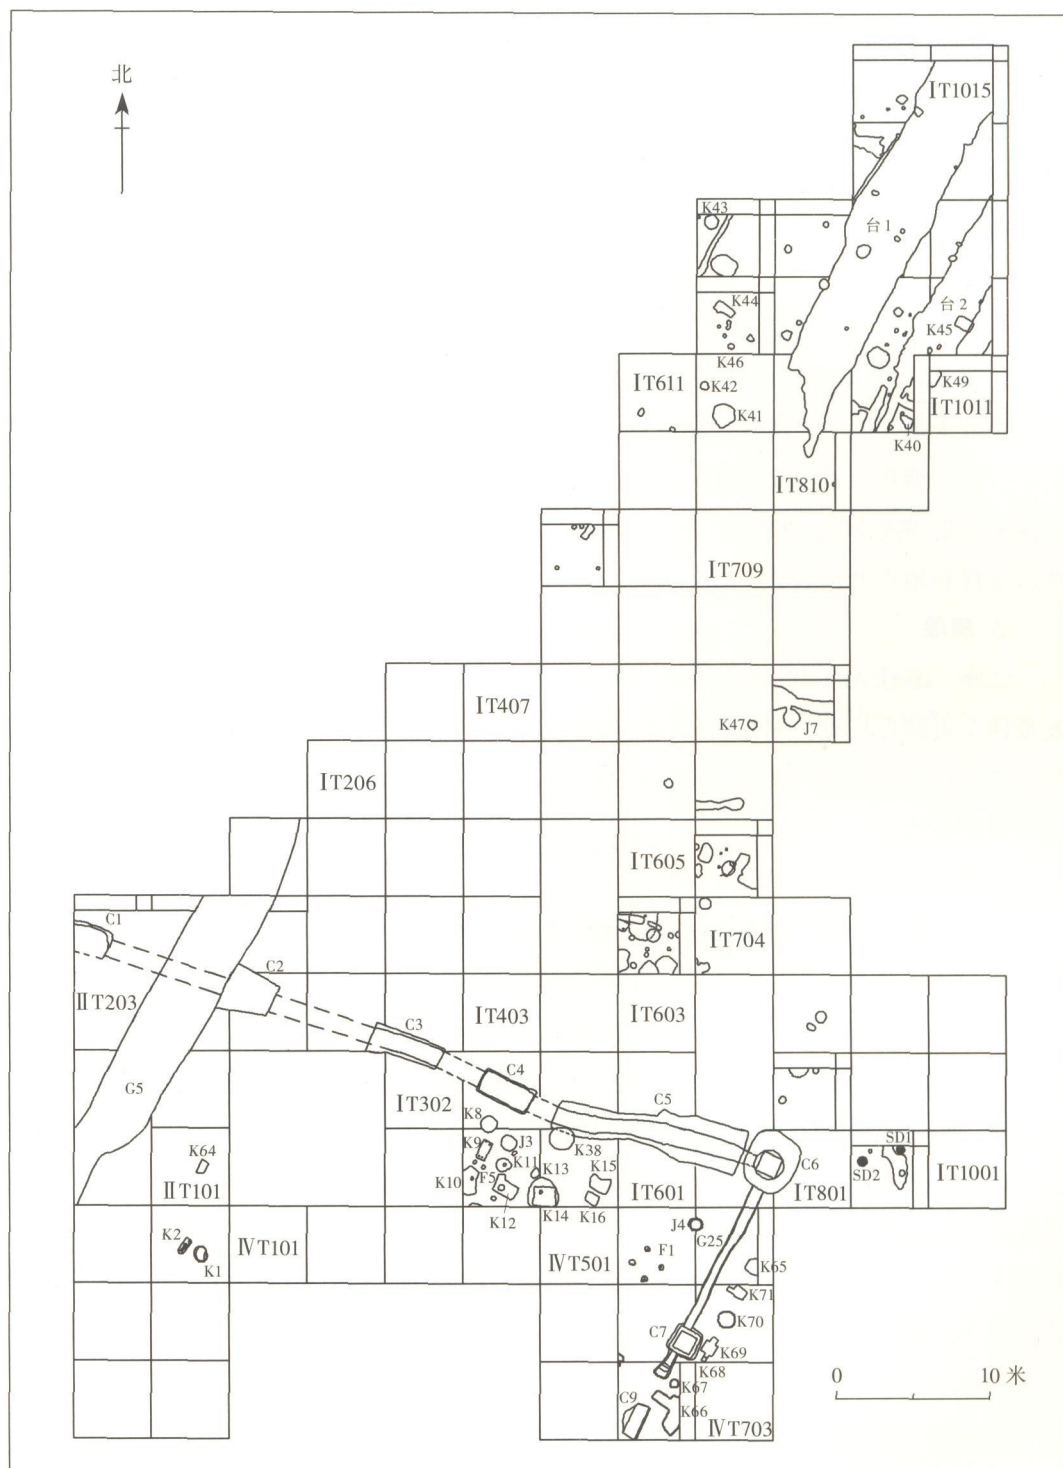 北
ⅠT1015
K43
台1
K44
台2
K45
K46
ⅠT611
K42
K49
K41
ⅠT1011
K40
ⅠT810
ⅠT709
ⅠT407
K47
J7
ⅠT206
ⅠT605
C1
ⅠT704
C2
ⅡT203
ⅠT403
ⅠT603
C3
C4
G5
C5
ⅠT302
K8
K64
K9
J3
K38
SD1
K11
K13
K15
C6
SD2
ⅡT101
K10
F5
ⅠT601
ⅠT801
ⅠT1001
K12
K14
K16
K2
ⅣT101
J4
G25
F1
K1
ⅣT501
K65
K71
K70
C7
K69
K68
0
10 米
K67
C9
K66
ⅣT703